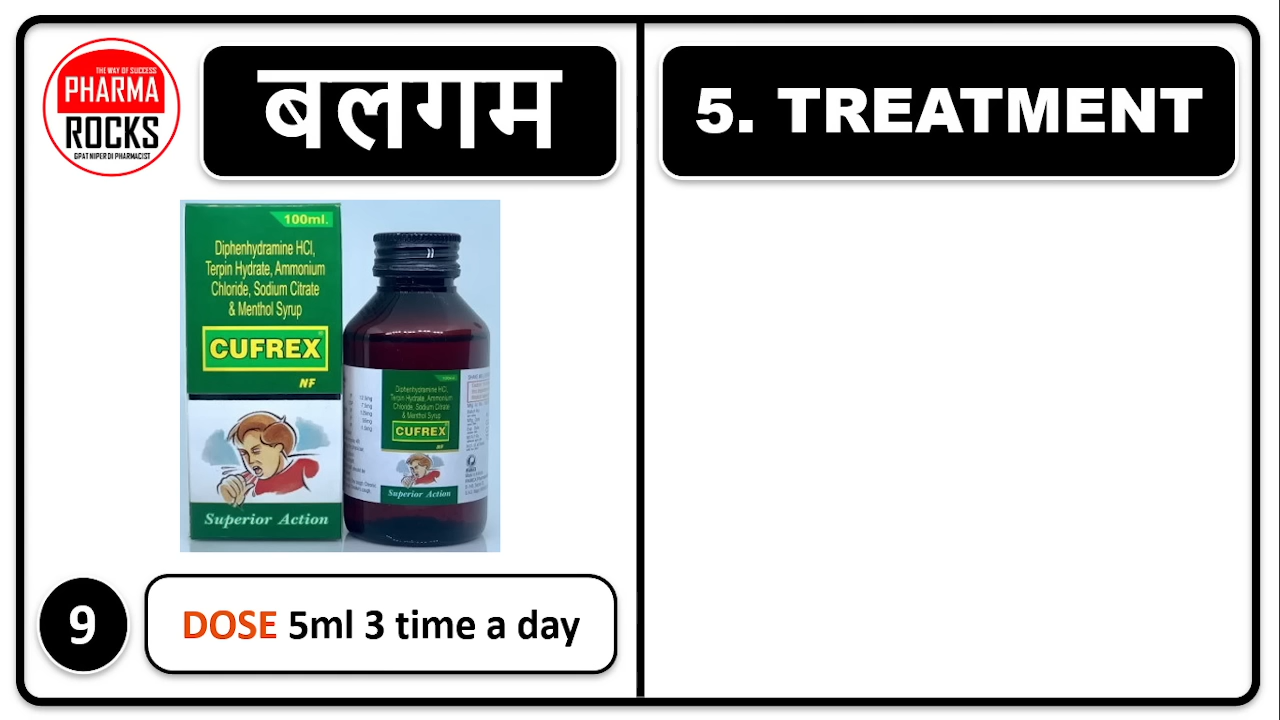 THE WAY OF SUCCESS
PHARMA
ROCKS
GPAT NIPER DI PHARMACIST
बलगम
5. TREATMENT
100ml.
Diphenhydramine HCl,
Terpin Hydrate, Ammonium
Chloride, Sodium Citrate
& Menthol Syrup
CUFREX
NF
Superior Action
Diphenhydramine HCl,
Terpin Hydrate, Ammonium
Chloride, Sodium Citrate
& Menthol Syrup
CUFREX
NF
Superior Action
9
DOSE 5ml 3 time a day